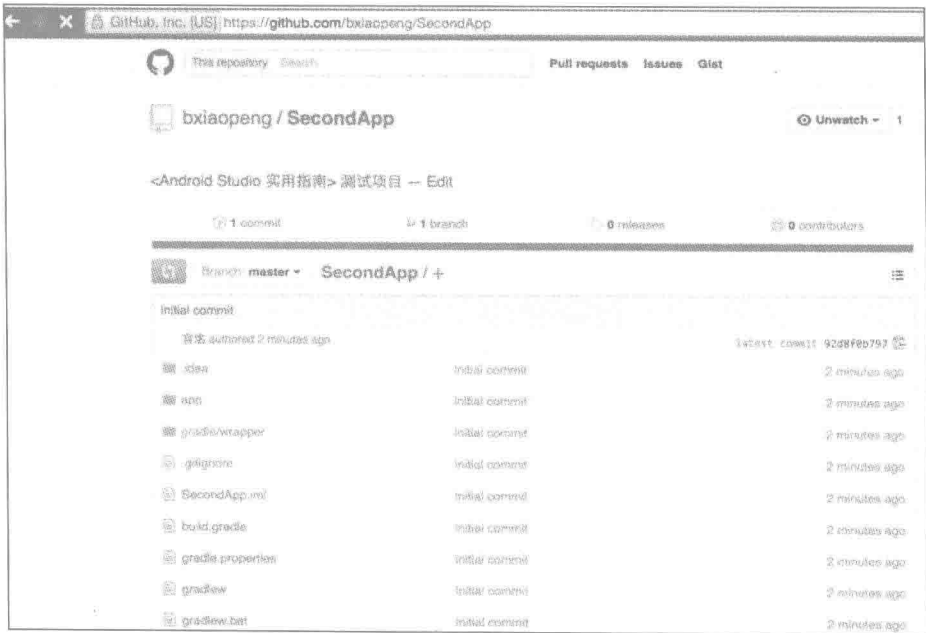 GitHub, Inc. [US] https://github.com/bxiaopeng/SecondApp
This repository Search Pull requests Issues Gist
bxiaopeng / SecondApp Unwatch 1
<Android Studio 实用指南> 测试项目 — Edit
1 commit 1 branch 0 releases 0 contributors
Branch: master SecondApp / +
Initial commit
authored 2 minutes ago latest commit 92d8f0b797
.idea Initial commit 2 minutes ago
app Initial commit 2 minutes ago
gradle/wrapper Initial commit 2 minutes ago
.gitignore Initial commit 2 minutes ago
SecondApp.iml Initial commit 2 minutes ago
build.gradle Initial commit 2 minutes ago
gradle.properties Initial commit 2 minutes ago
gradlew Initial commit 2 minutes ago
gradlew.bat Initial commit 2 minutes ago